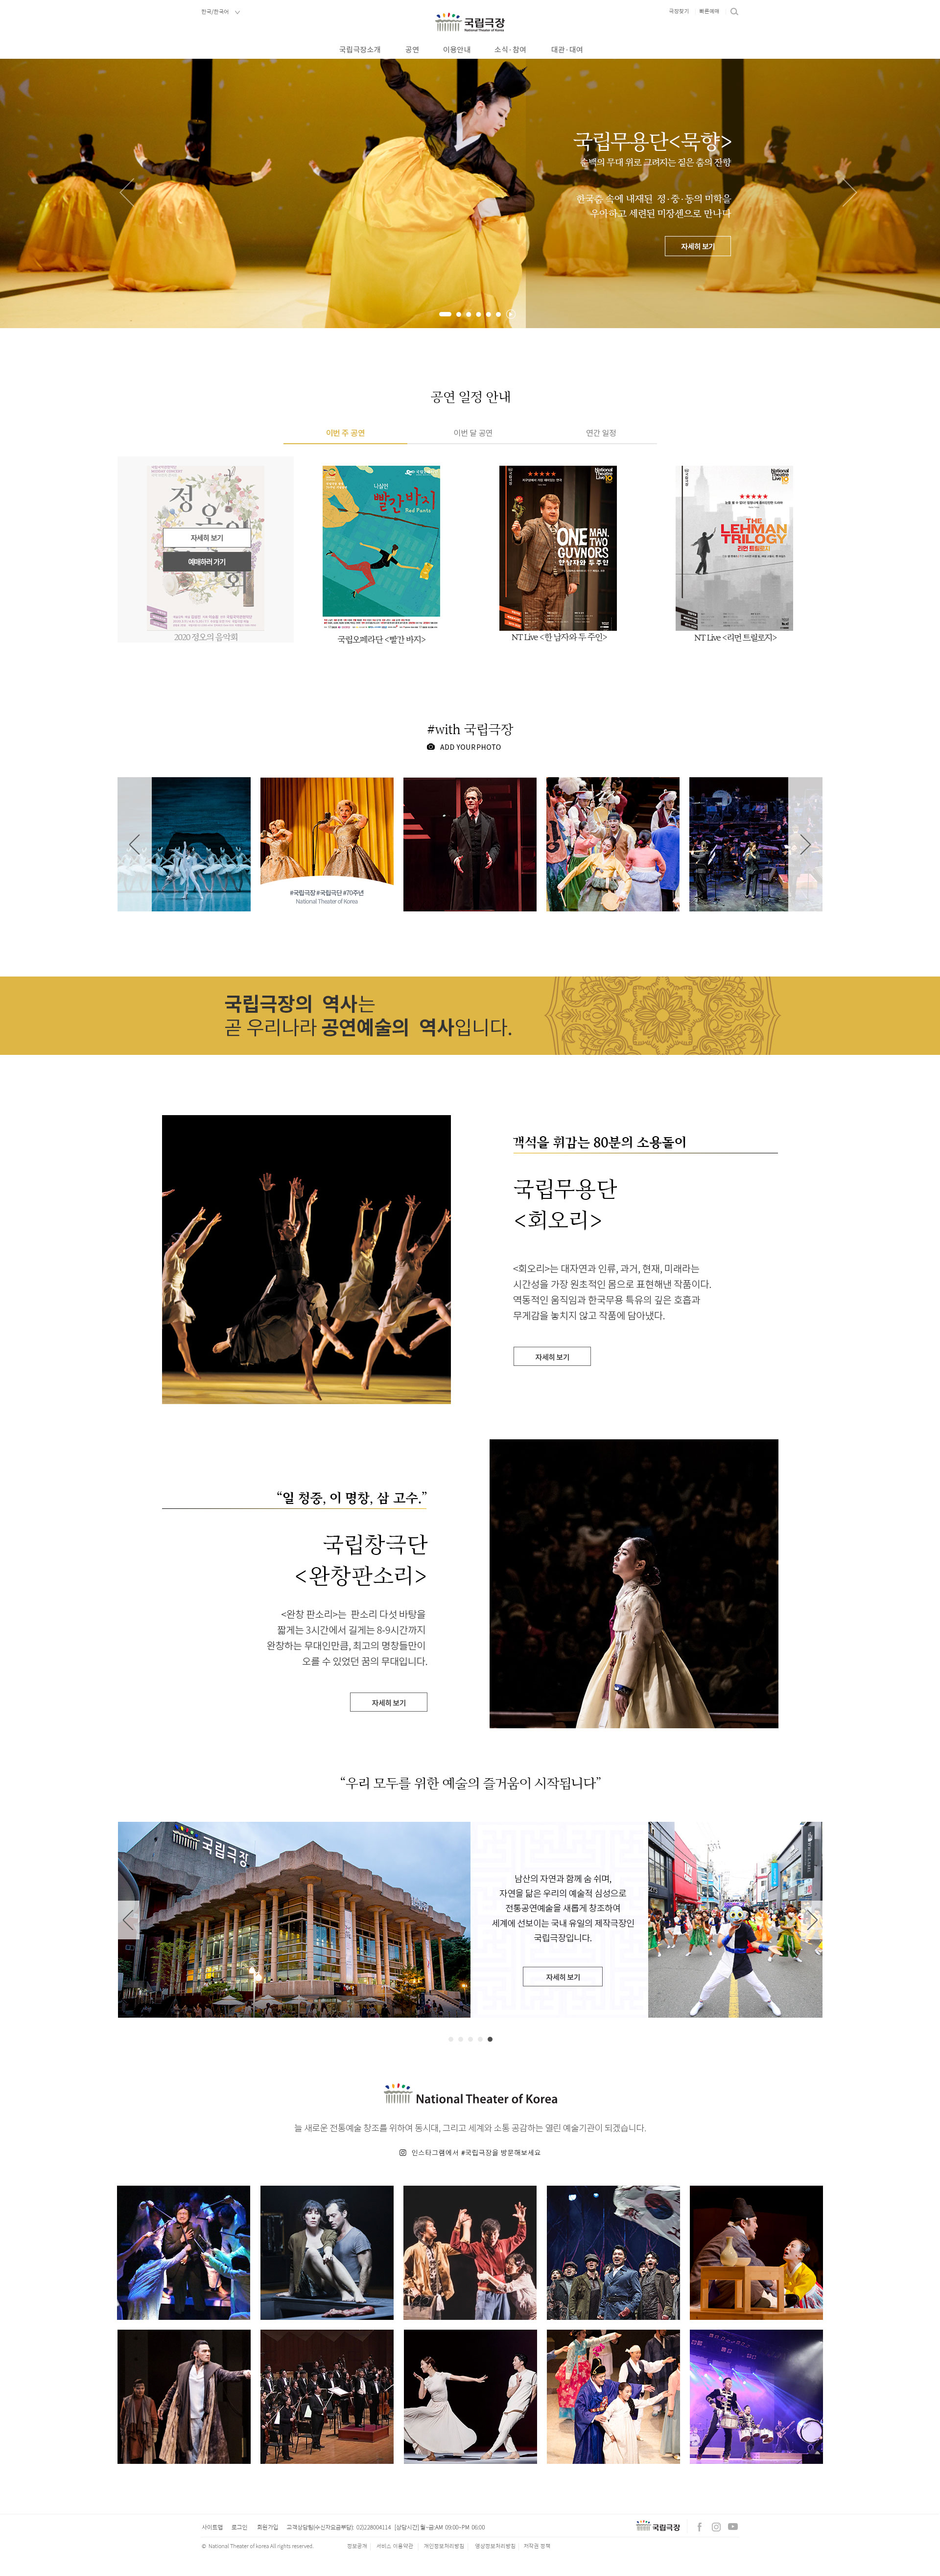 한국/한국어
극장찾기
빠른예매
국립극장
National Theater of Korea
국립극장소개 공연 이용안내 소식·참여 대관·대여
국립무용단<묵향>
순백의 무대 위로 그려지는 짙은 춤의 잔향
한국춤 속에 내재된 정·중·동의 미학을
우아하고 세련된 미장센으로 만나다
자세히 보기
공연 일정 안내
이번 주 공연 이번 달 공연 연간 일정
정오의
음악회
자세히 보기
예매하러 가기
2020 정오의 음악회
나실인
빨간바지
Red Pants
국립오페라단 <빨간 바지>
National Theatre Live
10
ONE MAN,
TWO
GUVNORS
한 남자와 두 주인
NT Live <한 남자와 두 주인>
National Theatre Live
10
THE
LEHMAN
TRILOGY
리먼 트릴로지
NT Live <리먼 트릴로지>
#with 국립극장
ADD YOUR PHOTO
#국립극장 #국립극단 #70주년
National Theater of Korea
국립극장의 역사는
곧 우리나라 공연예술의 역사입니다.
객석을 휘감는 80분의 소용돌이
국립무용단
<회오리>
<회오리>는 대자연과 인류, 과거, 현재, 미래라는
시간성을 가장 원초적인 몸으로 표현해낸 작품이다.
역동적인 움직임과 한국무용 특유의 깊은 호흡과
무게감을 놓치지 않고 작품에 담아냈다.
자세히 보기
“일 청중, 이 명창, 삼 고수.”
국립창극단
<완창판소리>
<완창 판소리>는 판소리 다섯 바탕을
짧게는 3시간에서 길게는 8-9시간까지
완창하는 무대인만큼, 최고의 명창들만이
오를 수 있었던 꿈의 무대입니다.
자세히 보기
“우리 모두를 위한 예술의 즐거움이 시작됩니다”
국립극장
남산의 자연과 함께 숨 쉬며,
자연을 닮은 우리의 예술적 심성으로
전통공연예술을 새롭게 창조하여
세계에 선보이는 국내 유일의 제작극장인
국립극장입니다.
자세히 보기
National Theater of Korea
늘 새로운 전통예술 창조를 위하여 동시대, 그리고 세계와 소통 공감하는 열린 예술기관이 되겠습니다.
인스타그램에서 #국립극장을 방문해보세요
사이트맵 로그인 회원가입 고객상담팀(수신자요금부담): 02)2280-4114 [상담시간] 월~금:AM 09:00~PM 06:00
국립극장
© National Theater of korea All rights reserved.
정보공개 서비스 이용약관 개인정보처리방침 영상정보처리방침 저작권 정책